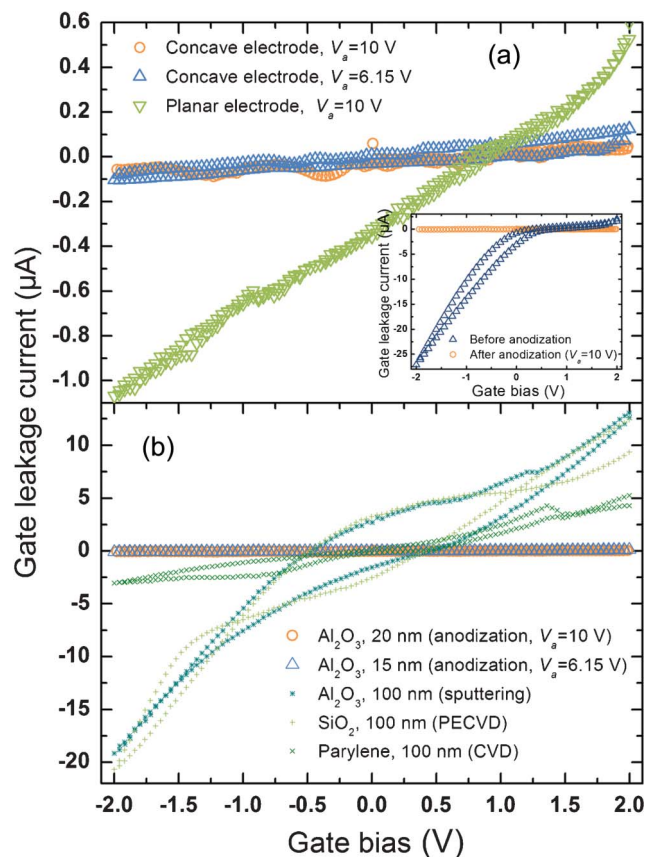 0.6
0.4
0.2
0.0
-0.2
-0.4
-0.6
-0.8
-1.0
Concave electrode, Va=10 V
Concave electrode, Va=6.15 V
Planar electrode, Va=10 V
(a)
Gate leakage current (μA)
0
-5
-10
-15
-20
-25
Before anodization
After anodization (Va=10 V)
-2
-1
0
1
2
Gate bias (V)
Gate leakage current (μA)
(b)
10
5
0
-5
-10
-15
-20
Al2O3, 20 nm (anodization, Va=10 V)
Al2O3, 15 nm (anodization, Va=6.15 V)
Al2O3, 100 nm (sputtering)
SiO2, 100 nm (PECVD)
Parylene, 100 nm (CVD)
-2.0 -1.5 -1.0 -0.5 0.0 0.5 1.0 1.5 2.0
Gate bias (V)